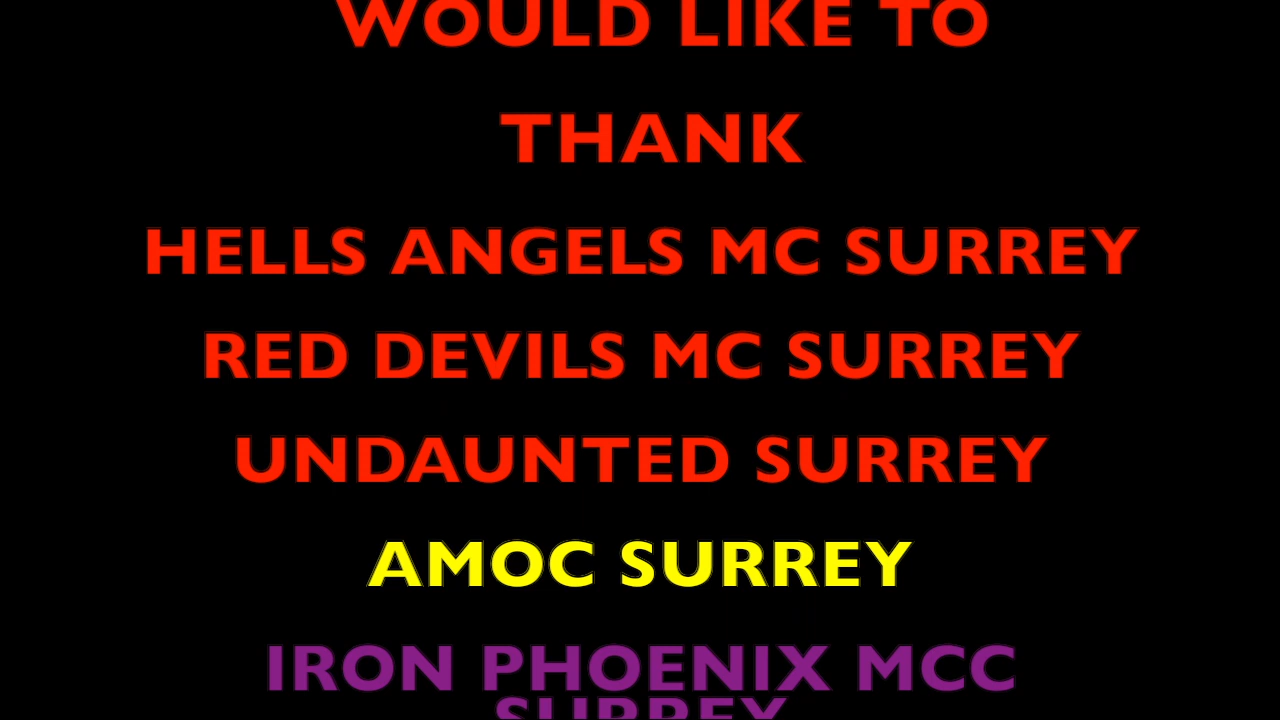 WOULD LIKE TO
THANK
HELLS ANGELS MC SURREY
RED DEVILS MC SURREY
UNDAUNTED SURREY
AMOC SURREY
IRON PHOENIX MCC
SURREY